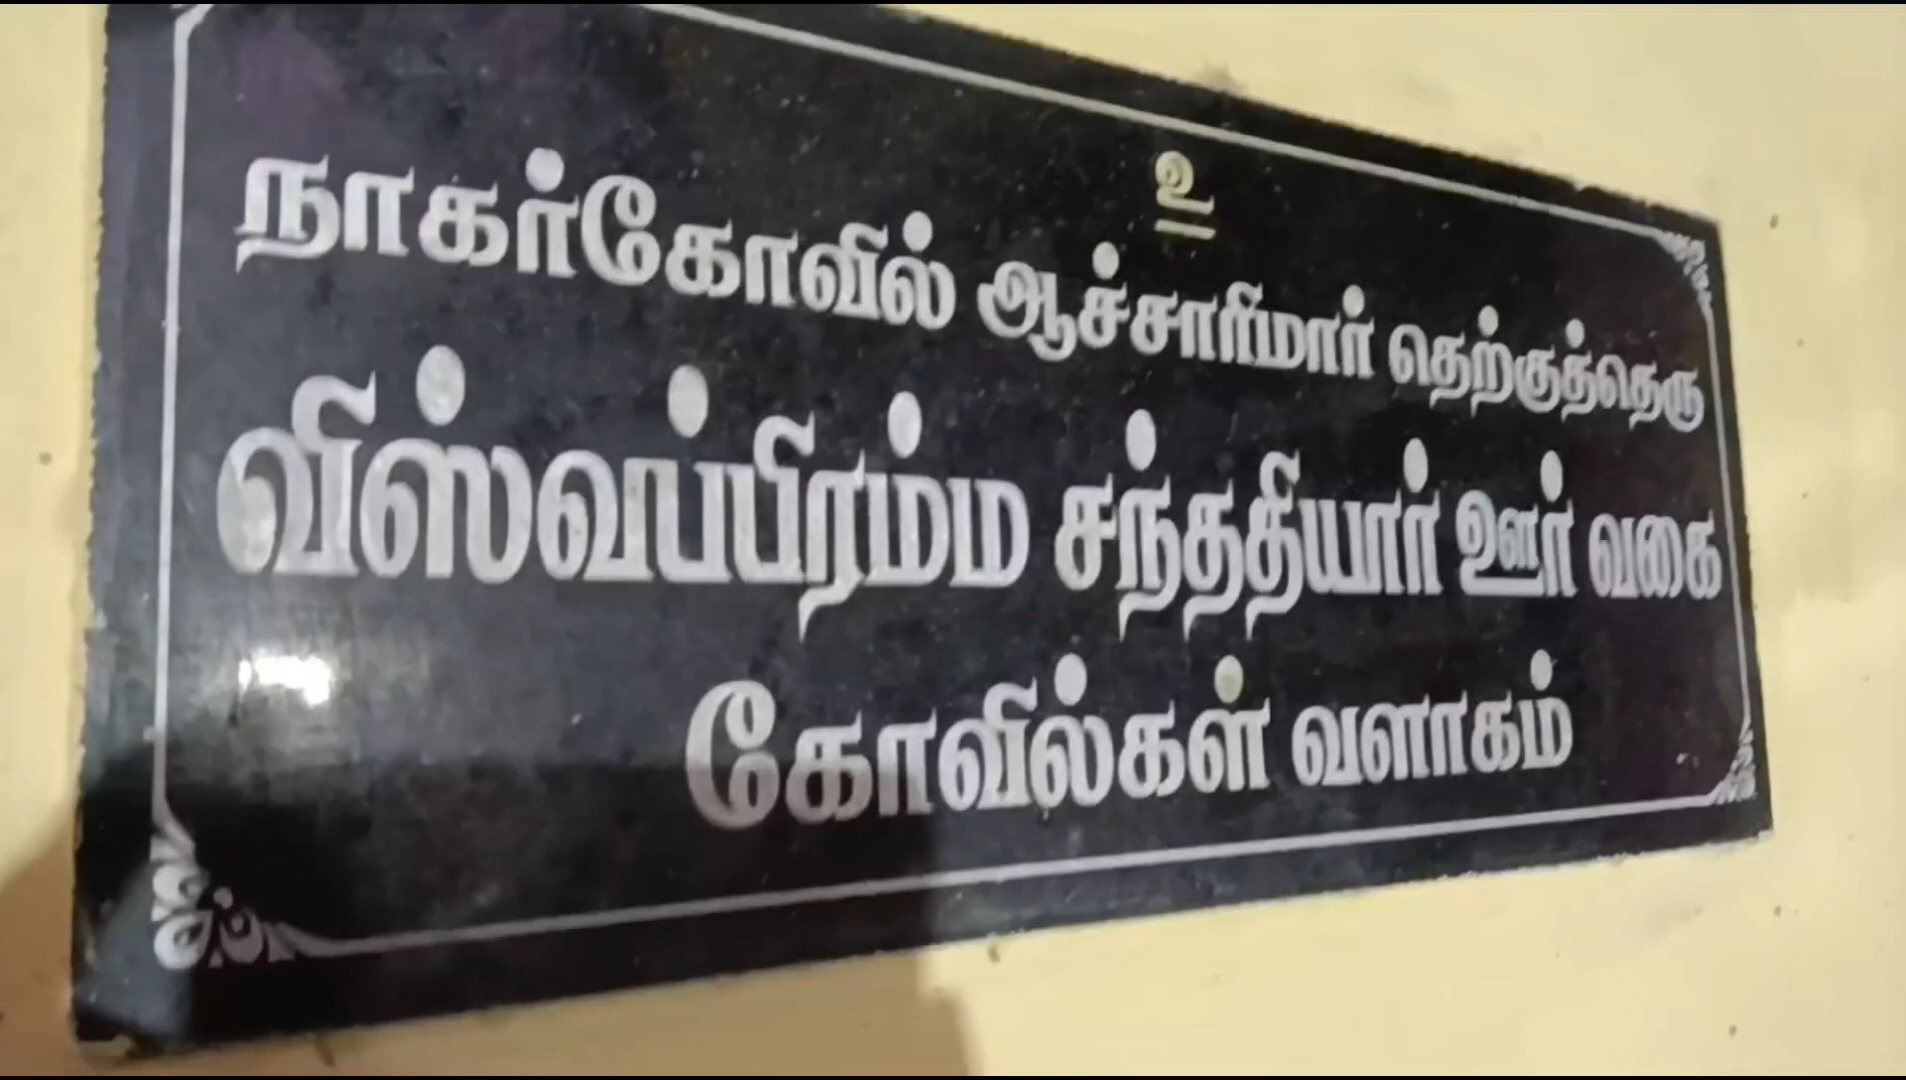 உ
நாகர்கோவில் ஆச்சாரிமார் தெற்குத்தெரு
விஸ்வப்பிரம்ம சந்ததியார் ஊர் வகை
கோவில்கள் வளாகம்